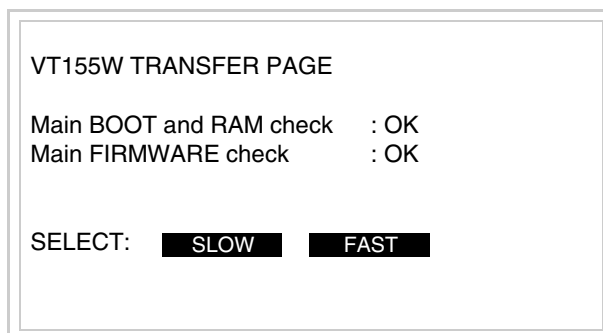 VT155W TRANSFER PAGE
Main BOOT and RAM check : OK
Main FIRMWARE check : OK
SELECT: SLOW FAST